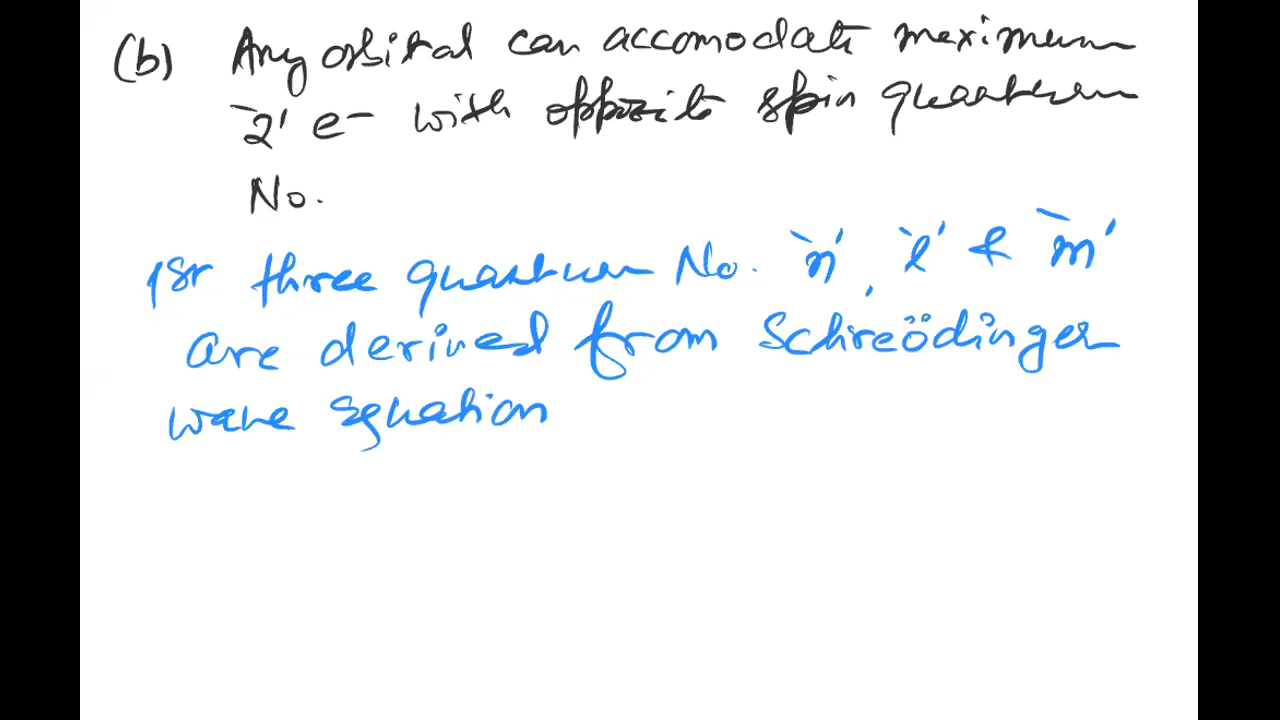 (b) Any orbital can accomodate maximum
'2' e- with opposite spin quantum
No.
1st three quantum No. 'n', 'l' & 'm'
are derived from Schreödinger
wave equation